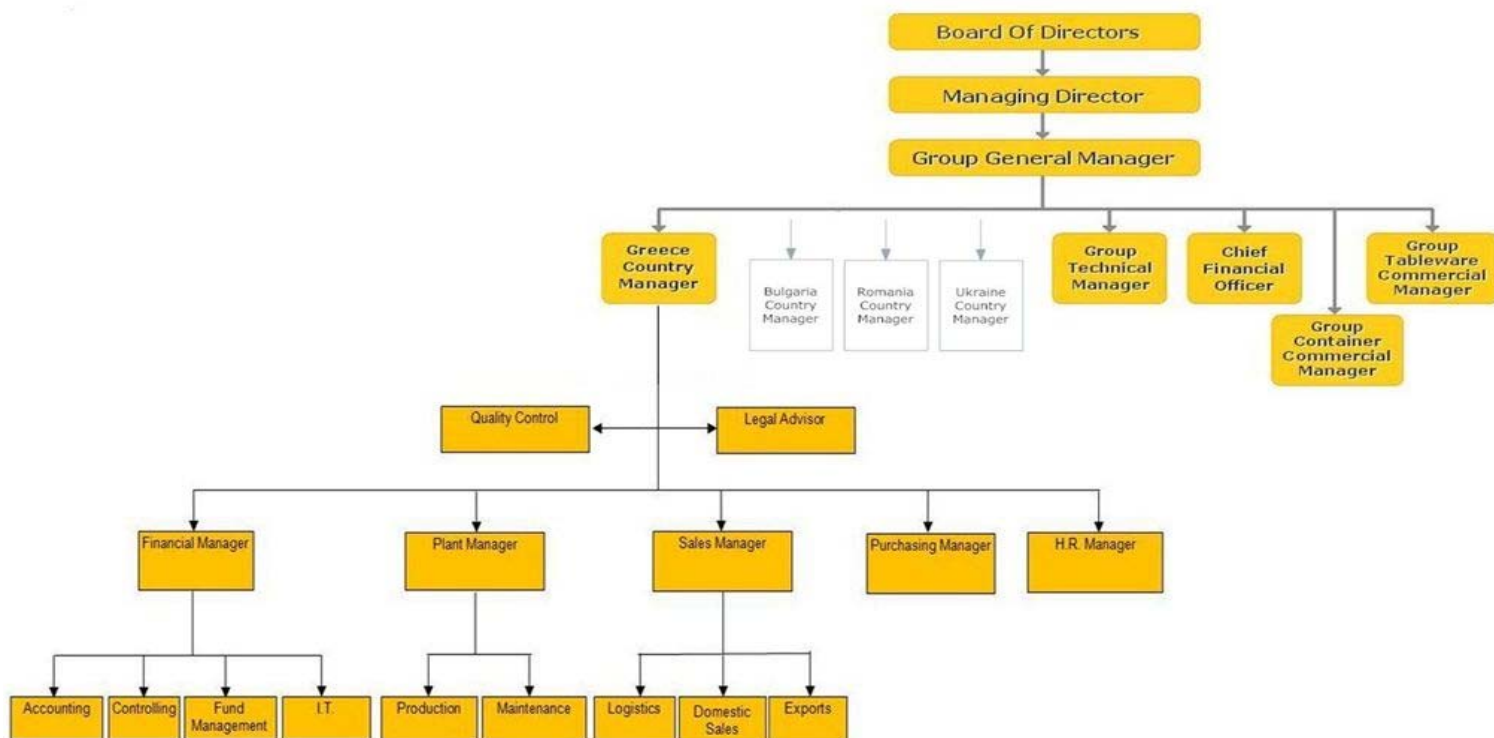 Board Of Directors
Managing Director
Group General Manager
Greece
Country
Manager
Bulgaria
Country
Manager
Romania
Country
Manager
Ukraine
Country
Manager
Group
Technical
Manager
Chief
Financial
Officer
Group
Tableware
Commercial
Manager
Group
Container
Commercial
Manager
Quality Control
Legal Advisor
Financial Manager
Plant Manager
Sales Manager
Purchasing Manager
H.R. Manager
Accounting
Controlling
Fund
Management
I.T.
Production
Maintenance
Logistics
Domestic
Sales
Exports